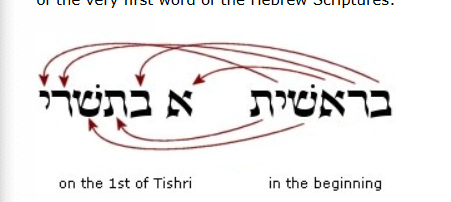 of the very first word of the Hebrew Scriptures.
בראשית א בתשרי
in the beginning on the 1st of Tishri